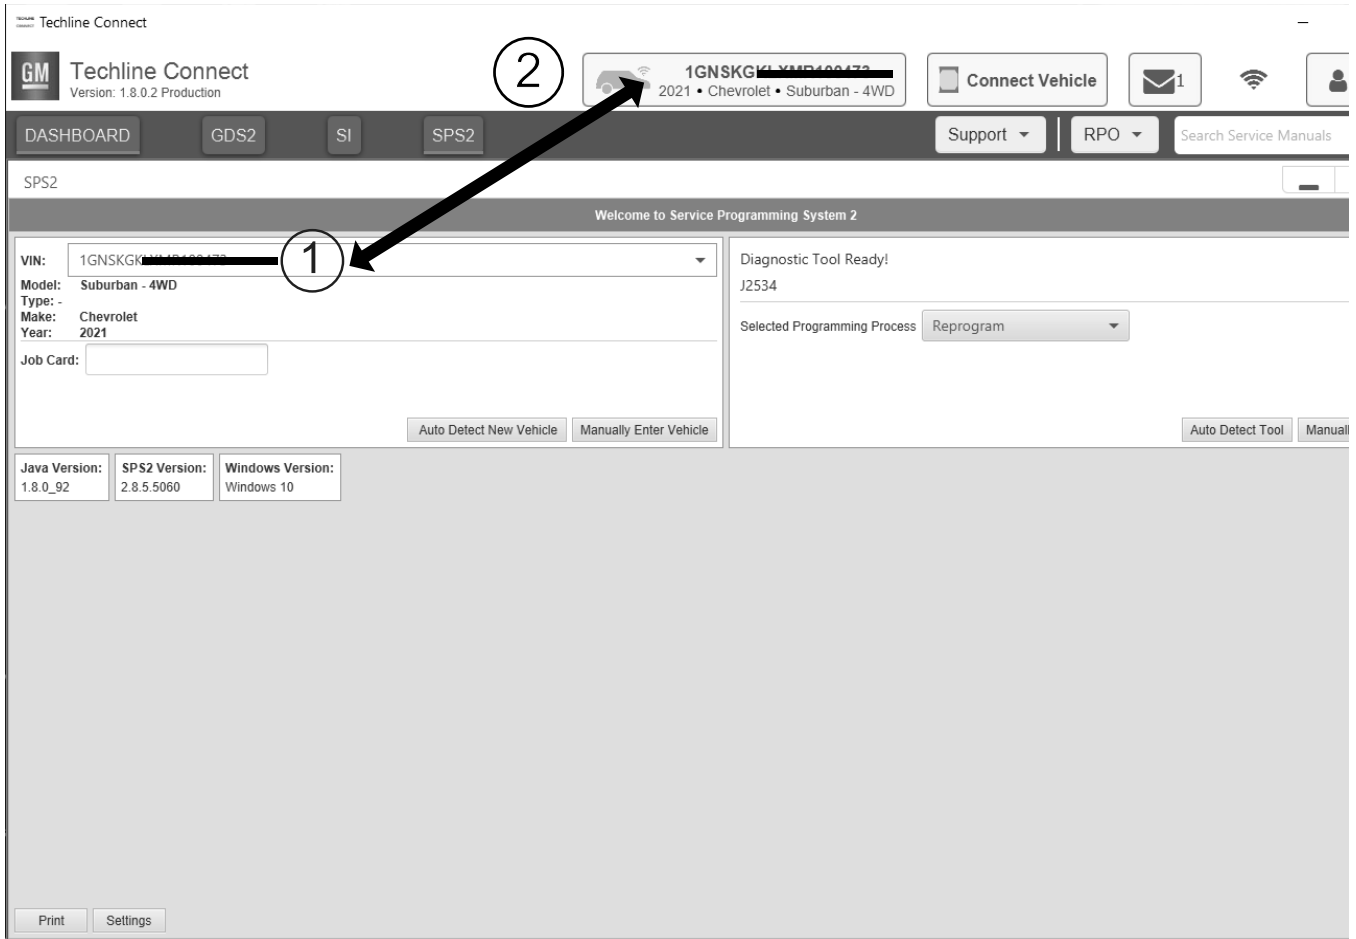 Techline Connect
GM
Techline Connect
Version: 1.8.0.2 Production
2
1GNSKG
2021 • Chevrolet • Suburban - 4WD
Connect Vehicle
1
DASHBOARD GDS2 SI SPS2 Support RPO Search Service Manuals
SPS2
Welcome to Service Programming System 2
VIN: 1GNSKGK
1
Model: Suburban - 4WD
Type: -
Make: Chevrolet
Year: 2021
Job Card:
Auto Detect New Vehicle Manually Enter Vehicle
Diagnostic Tool Ready!
J2534
Selected Programming Process Reprogram
Auto Detect Tool Manuall
Java Version: SPS2 Version: Windows Version:
1.8.0_92 2.8.5.5060 Windows 10
Print Settings